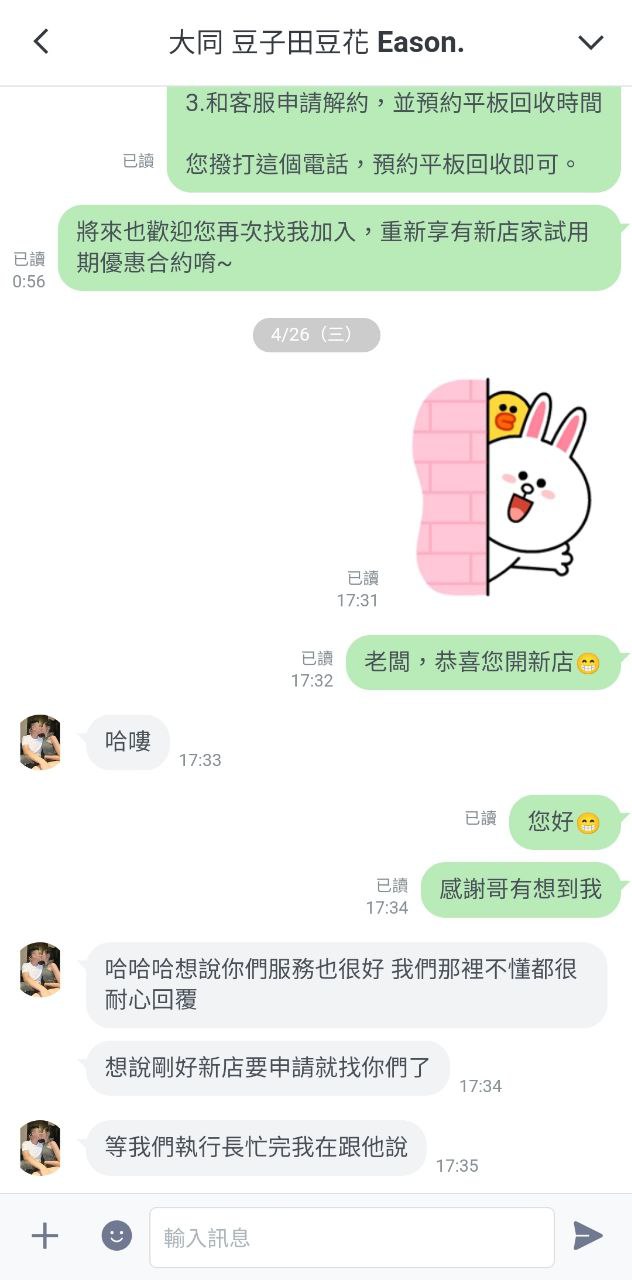 大同 豆子田豆花 Eason.
3.和客服申請解約，並預約平板回收時間
您撥打這個電話，預約平板回收即可。
已讀
將來也歡迎您再次找我加入，重新享有新店家試用
期優惠合約唷~
已讀
0:56
4/26（三）
已讀
17:31
老闆，恭喜您開新店😁
已讀
17:32
哈嘍
17:33
您好😁
已讀
感謝哥有想到我
已讀
17:34
哈哈哈想說你們服務也很好 我們那裡不懂都很
耐心回覆
想說剛好新店要申請就找你們了
17:34
等我們執行長忙完我在跟他說
17:35
輸入訊息